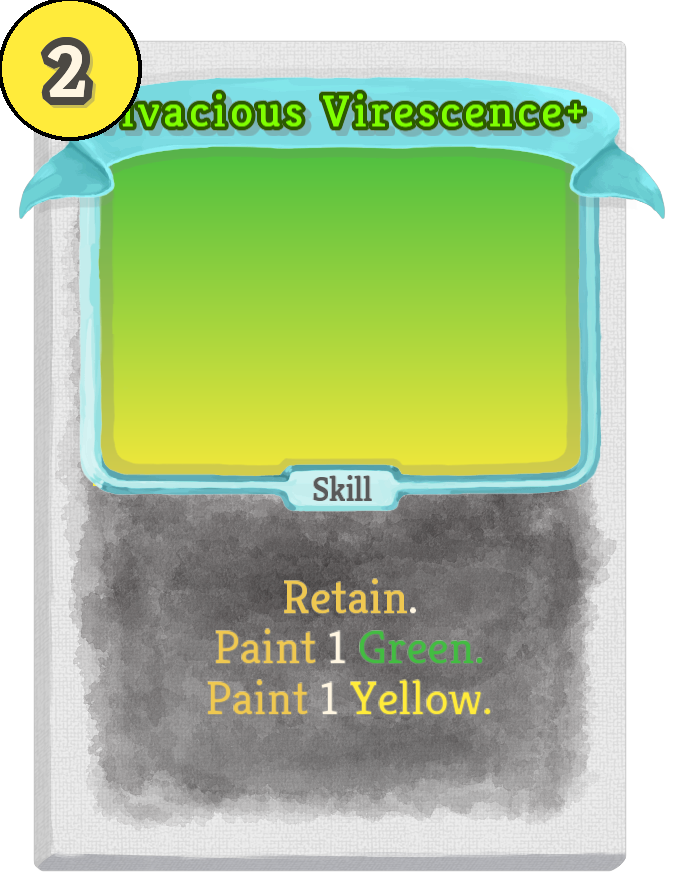 2
ivacious Virescence+
Skill
Retain.
Paint 1 Green.
Paint 1 Yellow.